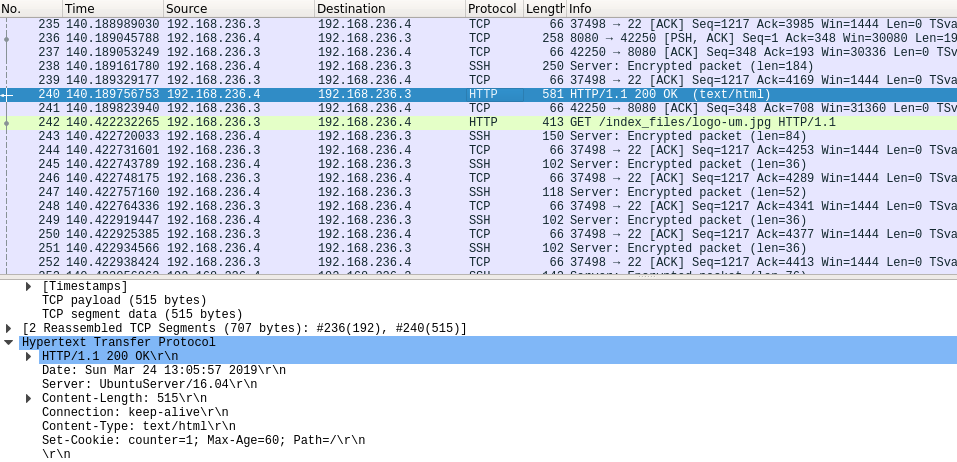 No. Time Source Destination Protocol Length Info
235 140.188989030 192.168.236.3 192.168.236.4 TCP 66 37498 → 22 [ACK] Seq=1217 Ack=3985 Win=1444 Len=0 TSva
236 140.189045788 192.168.236.3 192.168.236.4 TCP 258 8080 → 42250 [PSH, ACK] Seq=1 Ack=348 Win=30080 Len=19
237 140.189053249 192.168.236.4 192.168.236.3 TCP 66 42250 → 8080 [ACK] Seq=348 Ack=193 Win=30336 Len=0 TSv
238 140.189161780 192.168.236.4 192.168.236.3 SSH 250 Server: Encrypted packet (len=184)
239 140.189329177 192.168.236.3 192.168.236.4 TCP 66 37498 → 22 [ACK] Seq=1217 Ack=4169 Win=1444 Len=0 TSva
240 140.189756753 192.168.236.3 192.168.236.4 HTTP 581 HTTP/1.1 200 OK (text/html)
241 140.189823940 192.168.236.4 192.168.236.3 TCP 66 42250 → 8080 [ACK] Seq=348 Ack=708 Win=31360 Len=0 TSv
242 140.422232265 192.168.236.4 192.168.236.3 HTTP 413 GET /index_files/logo-um.jpg HTTP/1.1
243 140.422720033 192.168.236.4 192.168.236.3 SSH 150 Server: Encrypted packet (len=84)
244 140.422731601 192.168.236.3 192.168.236.4 TCP 66 37498 → 22 [ACK] Seq=1217 Ack=4253 Win=1444 Len=0 TSva
245 140.422743789 192.168.236.4 192.168.236.3 SSH 102 Server: Encrypted packet (len=36)
246 140.422748175 192.168.236.3 192.168.236.4 TCP 66 37498 → 22 [ACK] Seq=1217 Ack=4289 Win=1444 Len=0 TSva
247 140.422757160 192.168.236.4 192.168.236.3 SSH 118 Server: Encrypted packet (len=52)
248 140.422764336 192.168.236.3 192.168.236.4 TCP 66 37498 → 22 [ACK] Seq=1217 Ack=4341 Win=1444 Len=0 TSva
249 140.422919447 192.168.236.4 192.168.236.3 SSH 102 Server: Encrypted packet (len=36)
250 140.422925385 192.168.236.3 192.168.236.4 TCP 66 37498 → 22 [ACK] Seq=1217 Ack=4377 Win=1444 Len=0 TSva
251 140.422934566 192.168.236.4 192.168.236.3 SSH 102 Server: Encrypted packet (len=36)
252 140.422938424 192.168.236.3 192.168.236.4 TCP 66 37498 → 22 [ACK] Seq=1217 Ack=4413 Win=1444 Len=0 TSva
[Timestamps]
TCP payload (515 bytes)
TCP segment data (515 bytes)
[2 Reassembled TCP Segments (707 bytes): #236(192), #240(515)]
Hypertext Transfer Protocol
HTTP/1.1 200 OK\r\n
Date: Sun Mar 24 13:05:57 2019\r\n
Server: UbuntuServer/16.04\r\n
Content-Length: 515\r\n
Connection: keep-alive\r\n
Content-Type: text/html\r\n
Set-Cookie: counter=1; Max-Age=60; Path=/\r\n
\r\n